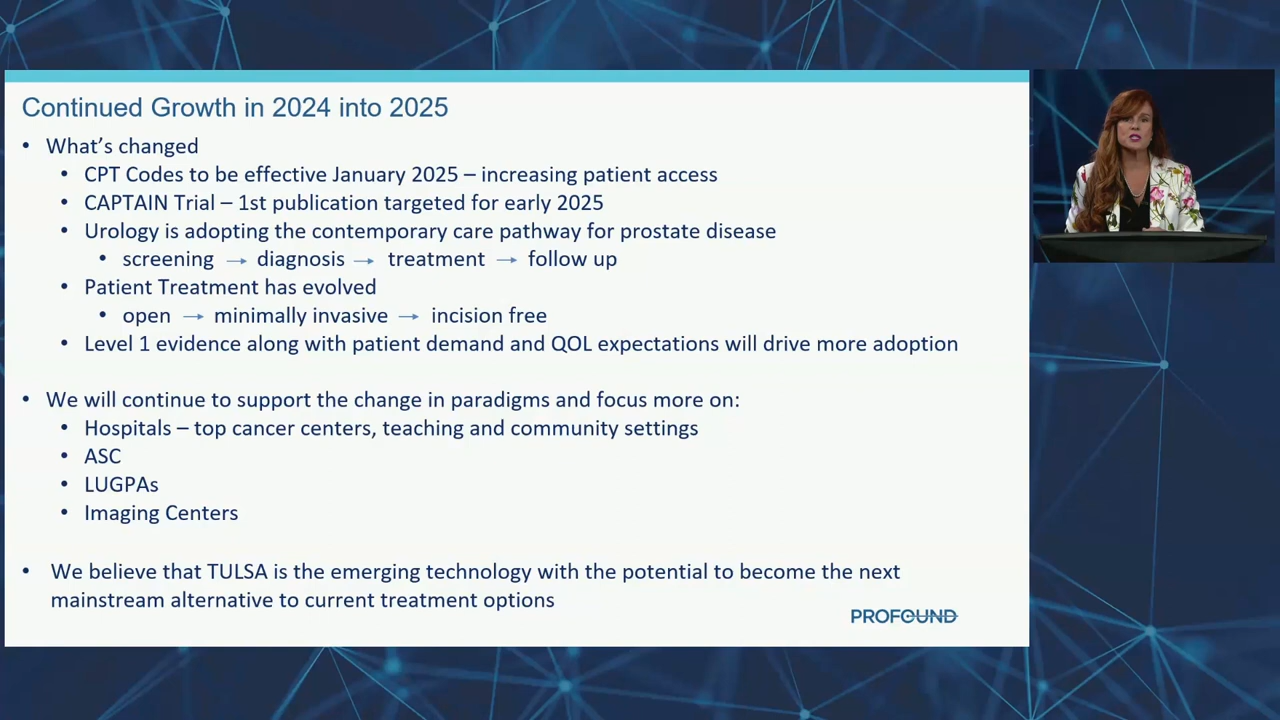 Continued Growth in 2024 into 2025
• What's changed
• CPT Codes to be effective January 2025 – increasing patient access
• CAPTAIN Trial – 1st publication targeted for early 2025
• Urology is adopting the contemporary care pathway for prostate disease
• screening → diagnosis → treatment → follow up
• Patient Treatment has evolved
• open → minimally invasive → incision free
• Level 1 evidence along with patient demand and QOL expectations will drive more adoption
• We will continue to support the change in paradigms and focus more on:
• Hospitals – top cancer centers, teaching and community settings
• ASC
• LUGPAs
• Imaging Centers
• We believe that TULSA is the emerging technology with the potential to become the next
mainstream alternative to current treatment options
PROFOUND